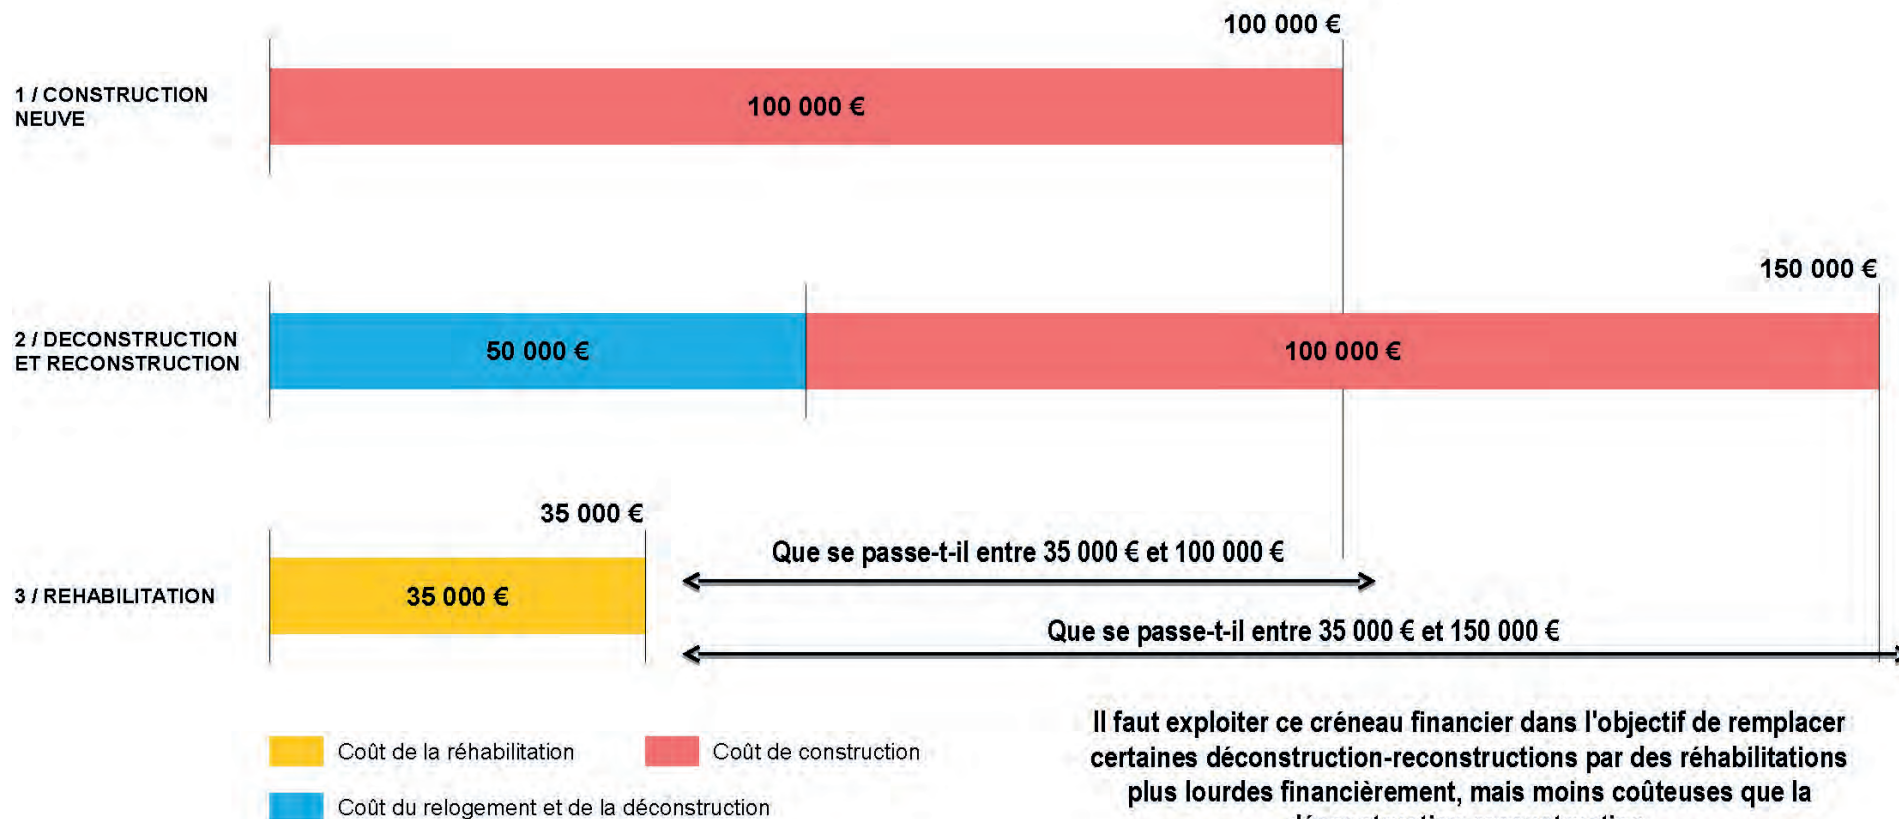 100 000 €
1 / CONSTRUCTION
NEUVE
100 000 €
150 000 €
2 / DECONSTRUCTION
ET RECONSTRUCTION
50 000 €
100 000 €
35 000 €
3 / REHABILITATION
35 000 €
Que se passe-t-il entre 35 000 € et 100 000 €
Que se passe-t-il entre 35 000 € et 150 000 €
Coût de la réhabilitation
Coût de construction
Coût du relogement et de la déconstruction
Il faut exploiter ce créneau financier dans l'objectif de remplacer
certaines déconstruction-reconstructions par des réhabilitations
plus lourdes financièrement, mais moins coûteuses que la